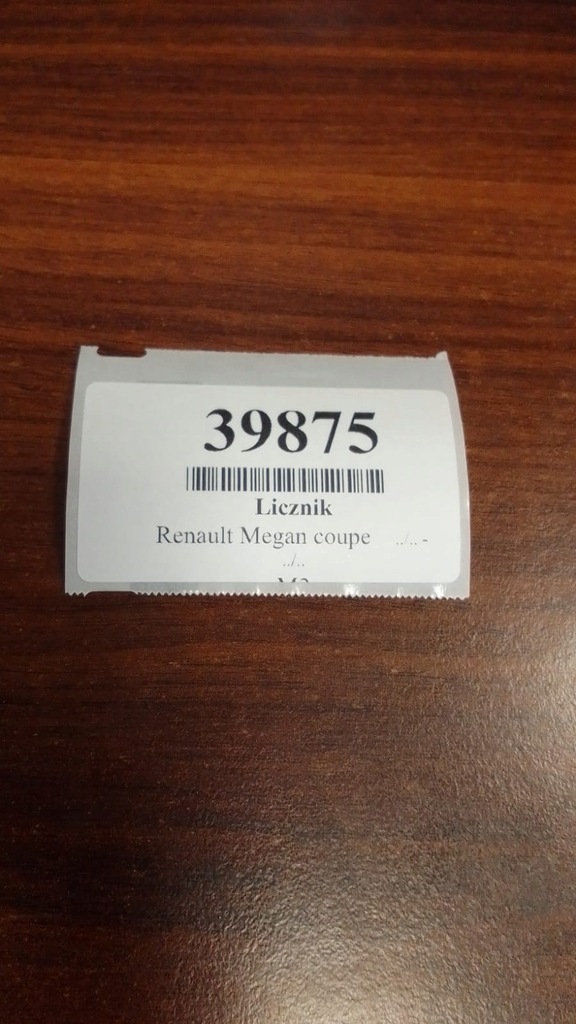 39875
Licznik
Renault Megan coupe ../.. -
../..